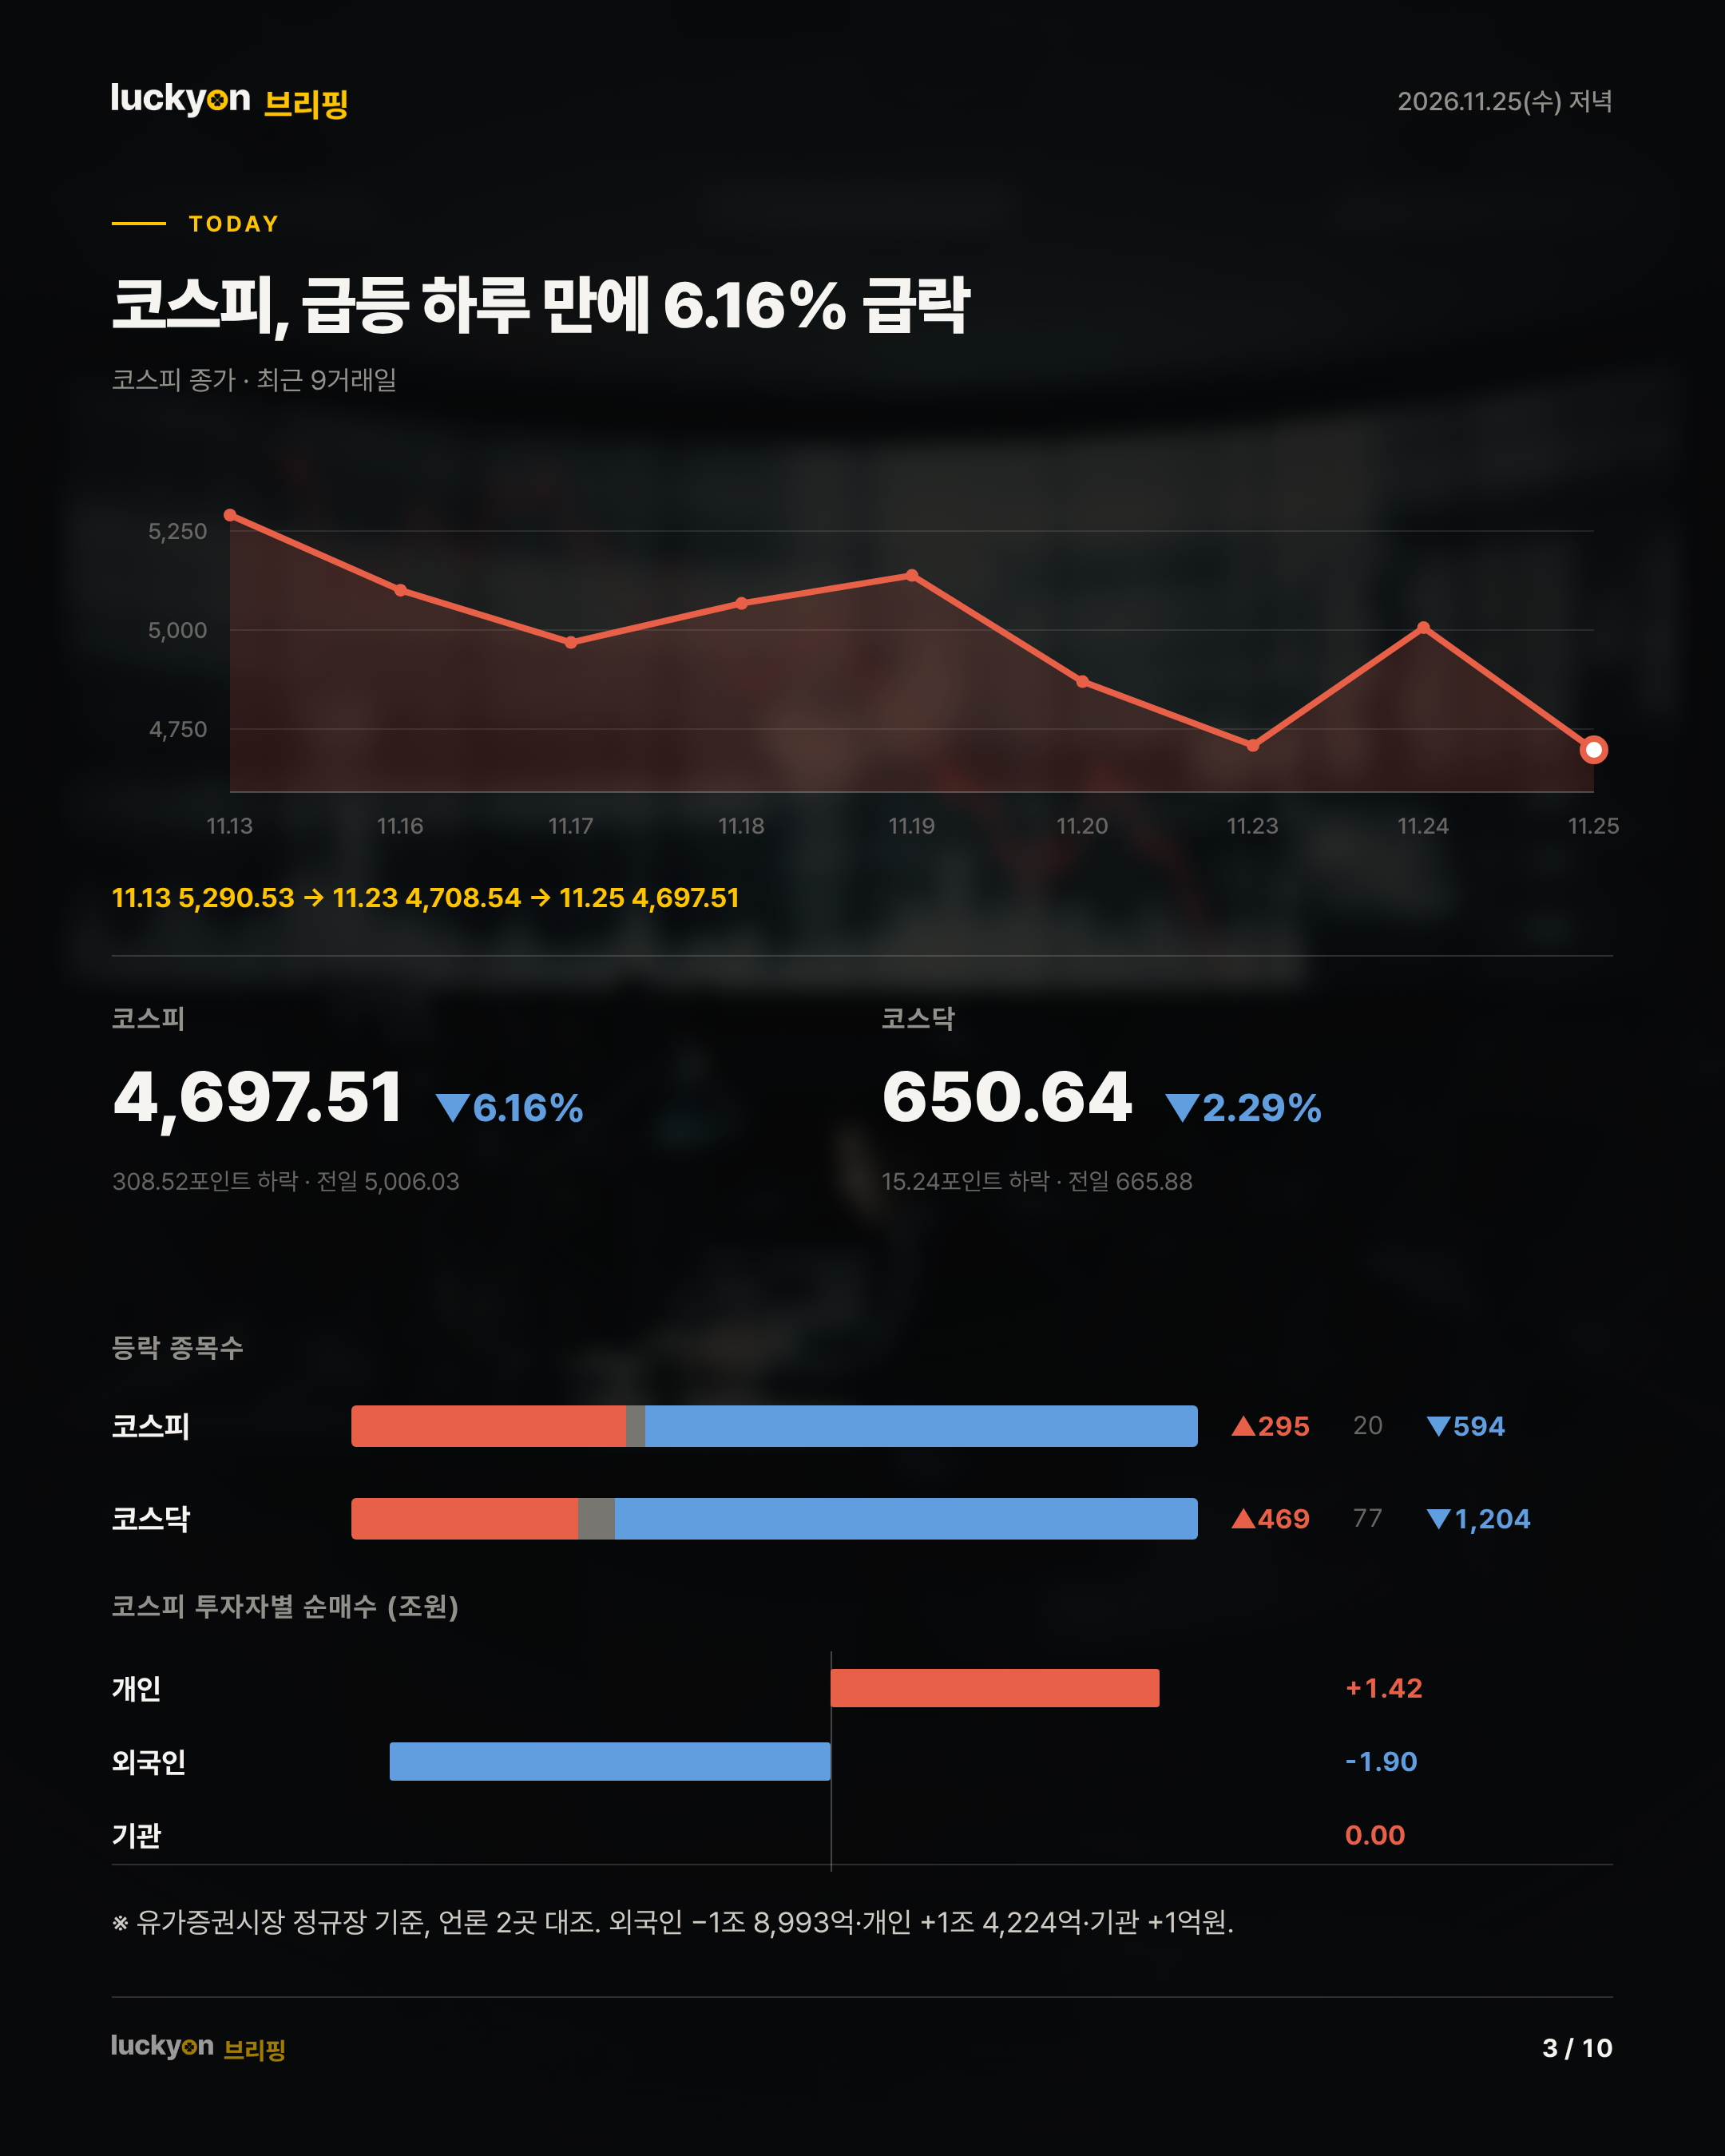 luckyon 브리핑
2026.11.25(수) 저녁
TODAY
코스피, 급등 하루 만에 6.16% 급락
코스피 종가 · 최근 9거래일
5,250
5,000
4,750
11.13 11.16 11.17 11.18 11.19 11.20 11.23 11.24 11.25
11.13 5,290.53 → 11.23 4,708.54 → 11.25 4,697.51
코스피
4,697.51 ▼6.16%
308.52포인트 하락 · 전일 5,006.03
코스닥
650.64 ▼2.29%
15.24포인트 하락 · 전일 665.88
등락 종목수
코스피 ▲295 20 ▼594
코스닥 ▲469 77 ▼1,204
코스피 투자자별 순매수 (조원)
개인 +1.42
외국인 -1.90
기관 0.00
※ 유가증권시장 정규장 기준, 언론 2곳 대조. 외국인 −1조 8,993억·개인 +1조 4,224억·기관 +1억원.
luckyon 브리핑
3 / 10